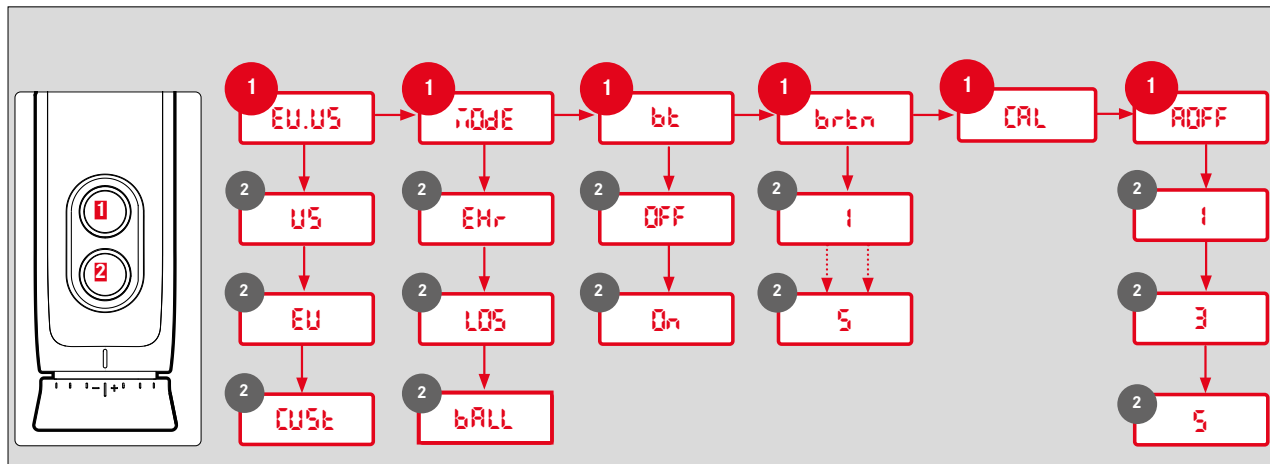 1 1 1 1 1 1
EU.US MOdE bt brtn CAL AOFF
2 2 2 2 2
US EHr OFF 1 1
1
2 2 2 2 2
2
EU LOS On 5 3
- +
2 2 2
CUSt bALL 5